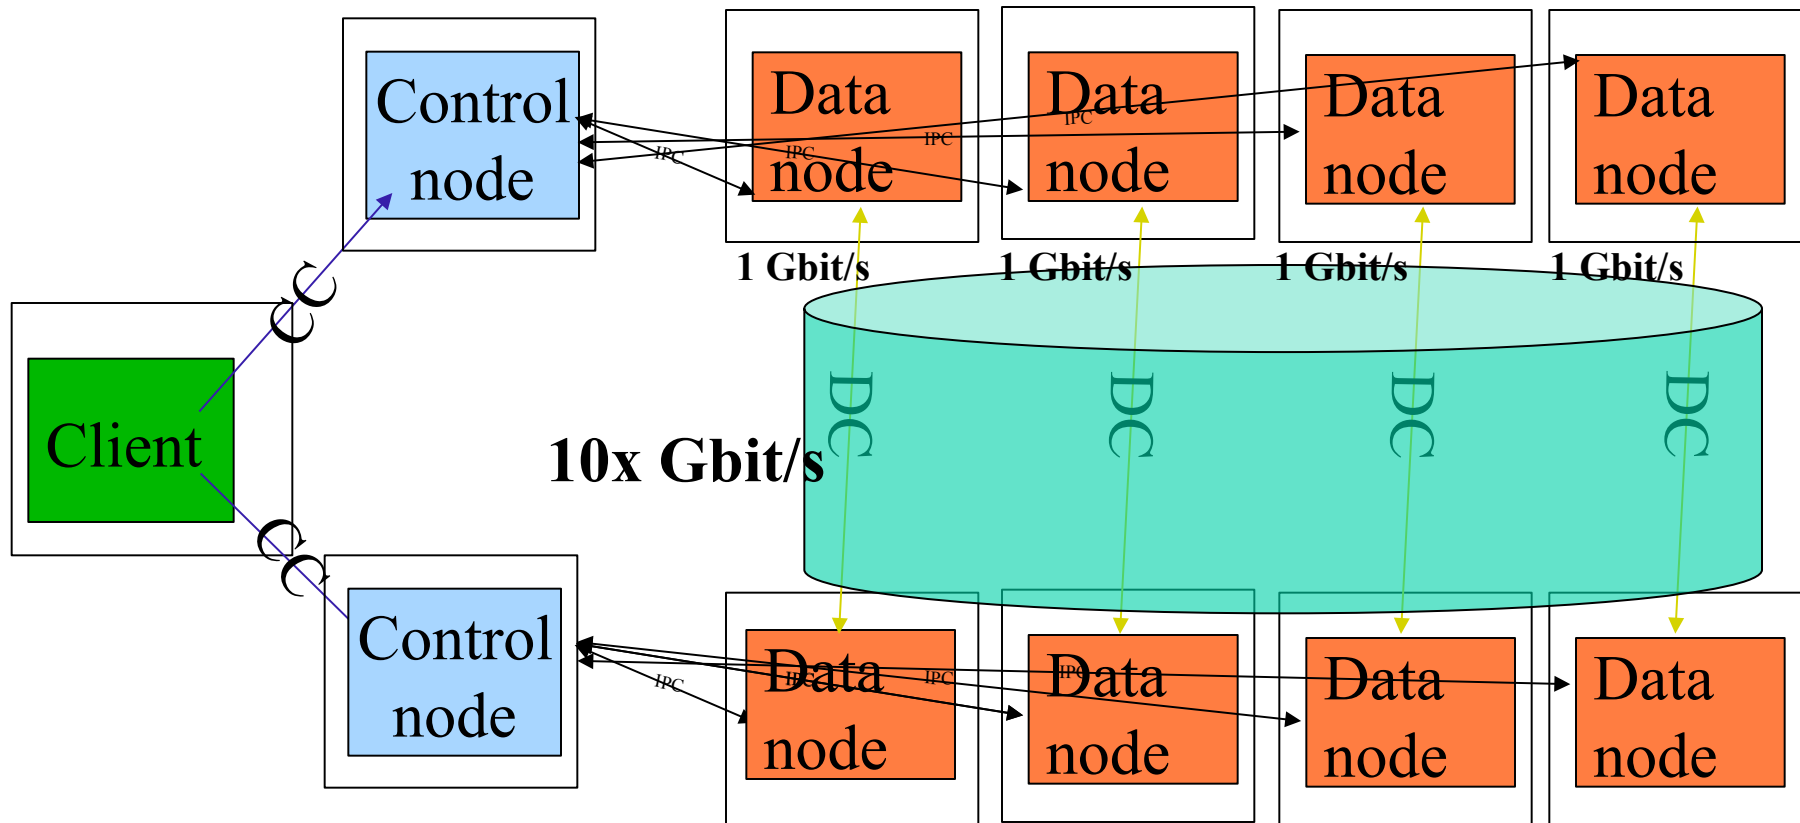 Control
node
IPC
IPC
IPC
IPC
Data
node
Data
node
Data
node
Data
node
1 Gbit/s
1 Gbit/s
1 Gbit/s
1 Gbit/s
CC
Client
10x Gbit/s
DC
DC
DC
DC
CC
Control
node
IPC
IPC
IPC
IPC
Data
node
Data
node
Data
node
Data
node